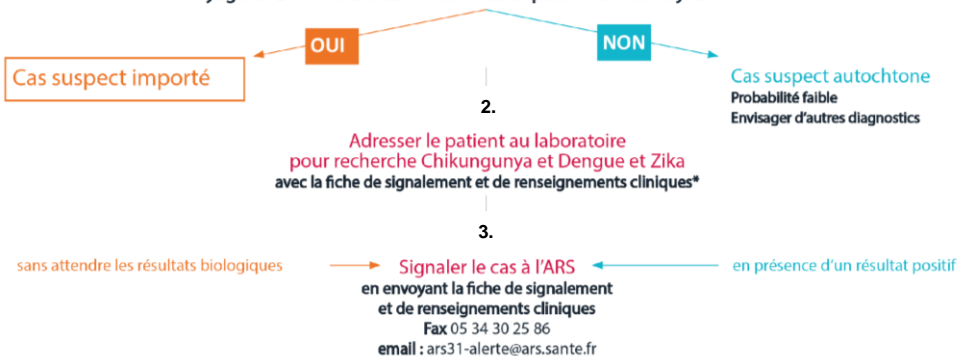 OUI
NON
Cas suspect importé
Cas suspect autochtone
Probabilité faible
Envisager d'autres diagnostics
2.
Adresser le patient au laboratoire
pour recherche Chikungunya et Dengue et Zika
avec la fiche de signalement et de renseignements cliniques*
3.
sans attendre les résultats biologiques
Signaler le cas à l'ARS
en présence d'un résultat positif
en envoyant la fiche de signalement
et de renseignements cliniques
Fax 05 34 30 25 86
email : ars31-alerte@ars.sante.fr